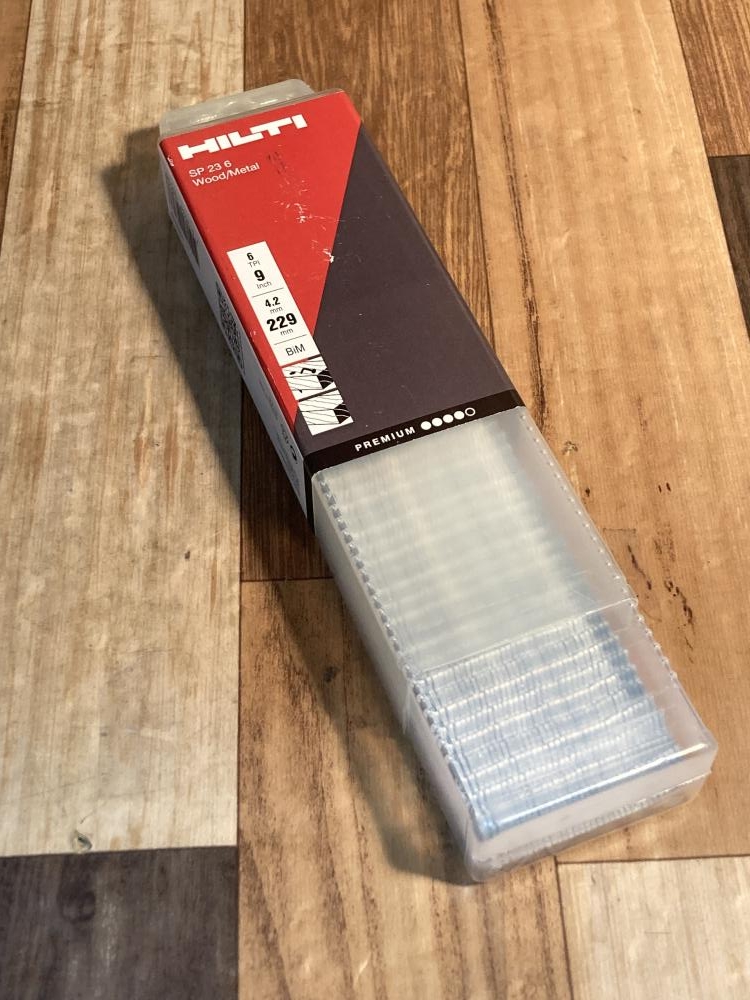 HILTI
SP 23 6
Wood/Metal
6
TPI
9
Inch
4.2
mm
229
mm
BiM
PREMIUM